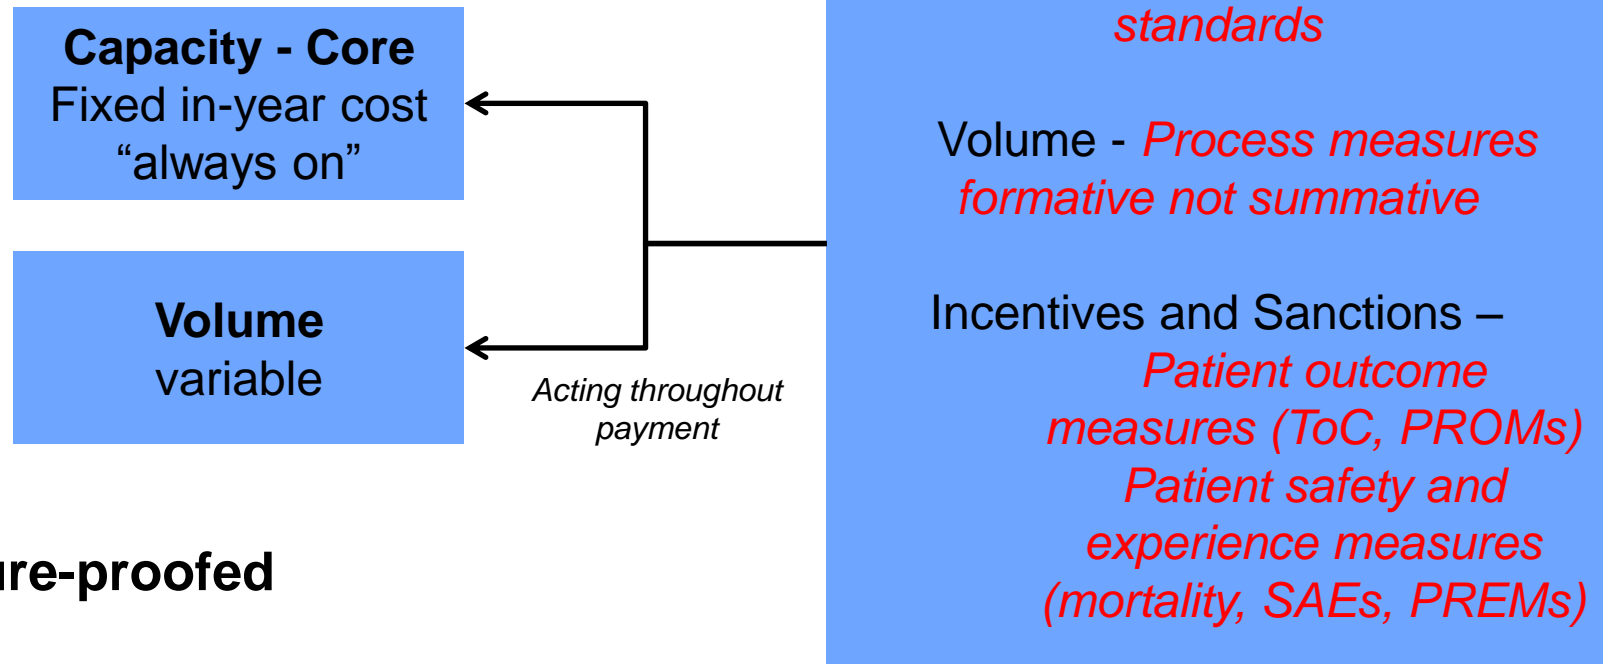 Capacity - Core
Fixed in-year cost
“always on”
Volume
variable
Acting throughout
payment
ure-proofed
standards
Volume - Process measures
formative not summative
Incentives and Sanctions –
Patient outcome
measures (ToC, PROMs)
Patient safety and
experience measures
(mortality, SAEs, PREMs)